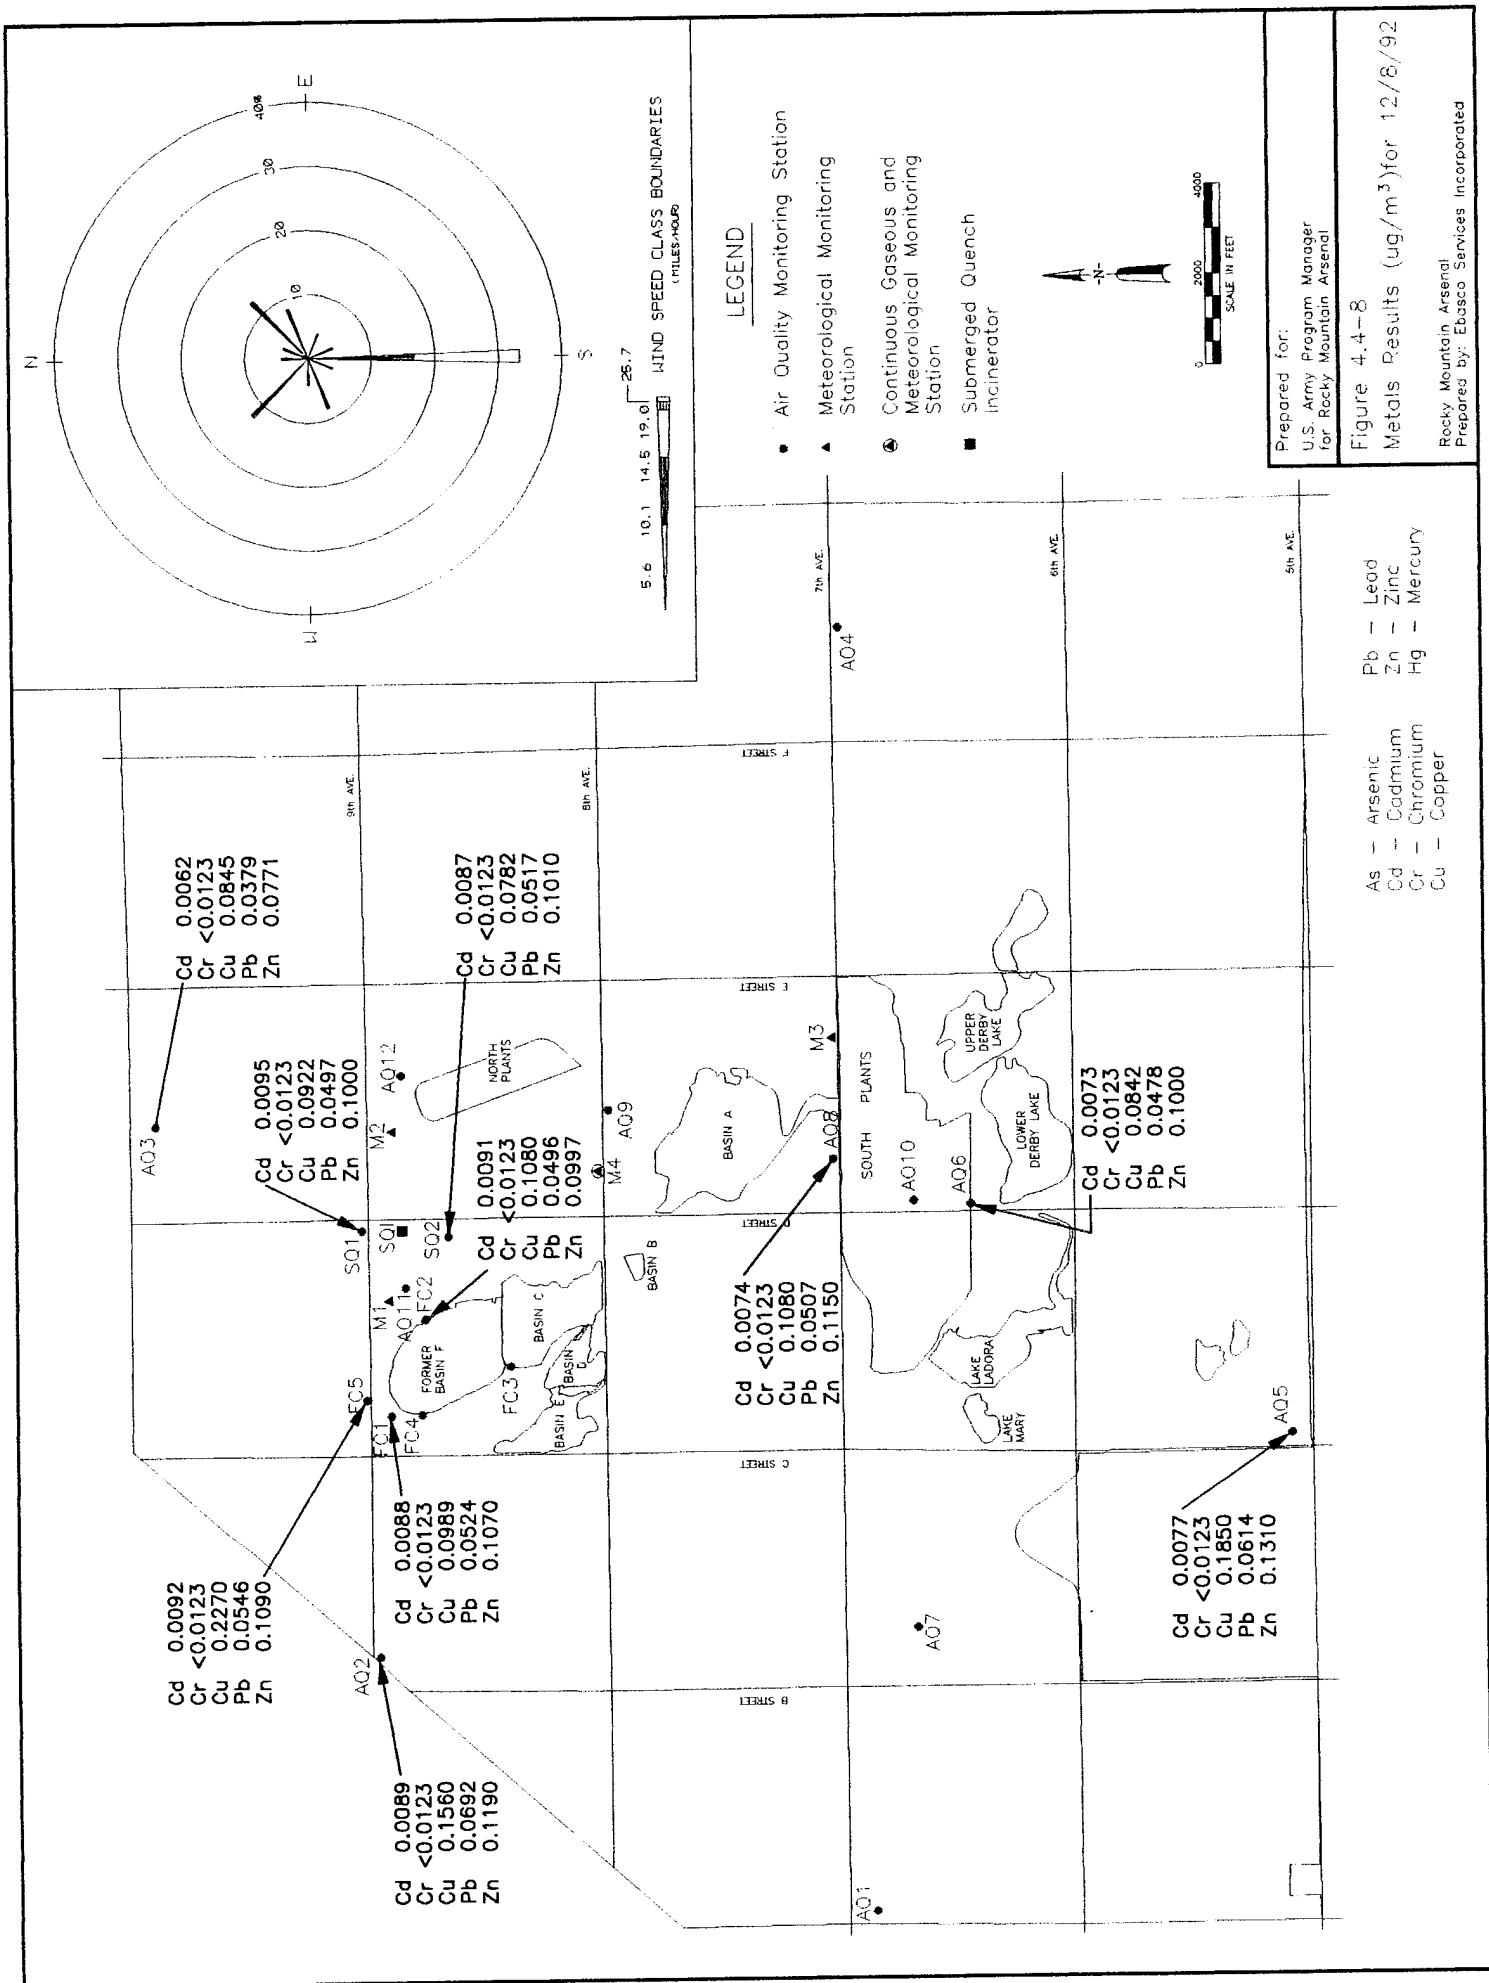 N
E
S
W
10
20
30
40%
5.6 10.1 14.5 19.0 25.7
WIND SPEED CLASS BOUNDARIES
(MILES/HOUR)
LEGEND
Air Quality Monitoring Station
Meteorological Monitoring
Station
Continuous Gaseous and
Meteorological Monitoring
Station
Submerged Quench
Incinerator
-N-
0 2000 4000
SCALE IN FEET
Prepared for:
U.S. Army Program Manager
for Rocky Mountain Arsenal
Figure 4.4-8
Metals Results (ug/m³)for 12/8/92
Rocky Mountain Arsenal
Prepared by: Ebasco Services Incorporated
As - Arsenic
Cd - Cadmium
Cr - Chromium
Cu - Copper
Pb - Lead
Zn - Zinc
Hg - Mercury
AQ3
Cd 0.0062
Cr <0.0123
Cu 0.0845
Pb 0.0379
Zn 0.0771
SQ1
Cd 0.0095
Cr <0.0123
Cu 0.0922
Pb 0.0497
Zn 0.1000
SQ2
Cd 0.0087
Cr <0.0123
Cu 0.0782
Pb 0.0517
Zn 0.1010
FC2
Cd 0.0091
Cr <0.0123
Cu 0.1080
Pb 0.0496
Zn 0.0997
FC5
Cd 0.0092
Cr <0.0123
Cu 0.2270
Pb 0.0546
Zn 0.1090
FC1
Cd 0.0088
Cr <0.0123
Cu 0.0989
Pb 0.0524
Zn 0.1070
AQ2
Cd 0.0089
Cr <0.0123
Cu 0.1560
Pb 0.0692
Zn 0.1190
AQ8
Cd 0.0074
Cr <0.0123
Cu 0.1080
Pb 0.0507
Zn 0.1150
AQ6
Cd 0.0073
Cr <0.0123
Cu 0.0842
Pb 0.0478
Zn 0.1000
AQ5
Cd 0.0077
Cr <0.0123
Cu 0.1850
Pb 0.0614
Zn 0.1310
9th AVE.
8th AVE.
7th AVE.
6th AVE.
5th AVE.
B STREET
C STREET
D STREET
E STREET
F STREET
M1
AQ11
SQI
M2
AQ12
FC4
FC3
FORMER
BASIN F
BASIN C
BASIN
D
BASIN E
NORTH
PLANTS
AQ9
M4
BASIN B
BASIN A
M3
AQ4
SOUTH PLANTS
AQ10
UPPER
DERBY
LAKE
LOWER
DERBY LAKE
LAKE
LADORA
LAKE
MARY
AQ7
AQ1